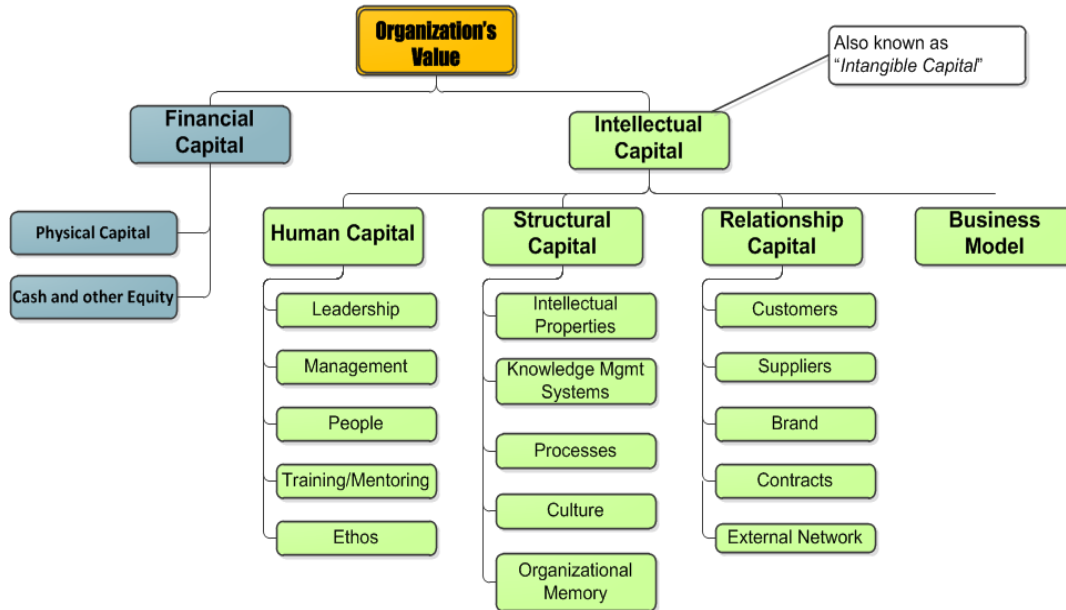 Organization's
Value
Also known as
"Intangible Capital"
Financial
Capital
Intellectual
Capital
Physical Capital
Cash and other Equity
Human Capital
Leadership
Management
People
Training/Mentoring
Ethos
Structural
Capital
Intellectual
Properties
Knowledge Mgmt
Systems
Processes
Culture
Organizational
Memory
Relationship
Capital
Customers
Suppliers
Brand
Contracts
External Network
Business
Model